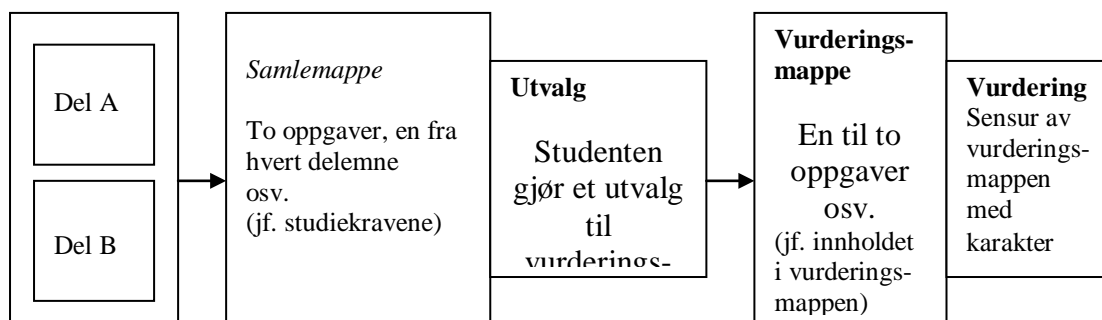 Del A
Del B
Samlemappe
To oppgaver, en fra
hvert delemne
osv.
(jf. studiekravene)
Utvalg
Studenten
gjør et utvalg
til
vurderings-
Vurderings-
mappe
En til to
oppgaver
osv.
(jf. innholdet
i vurderings-
mappen)
Vurdering
Sensur av
vurderings-
mappen
med
karakter